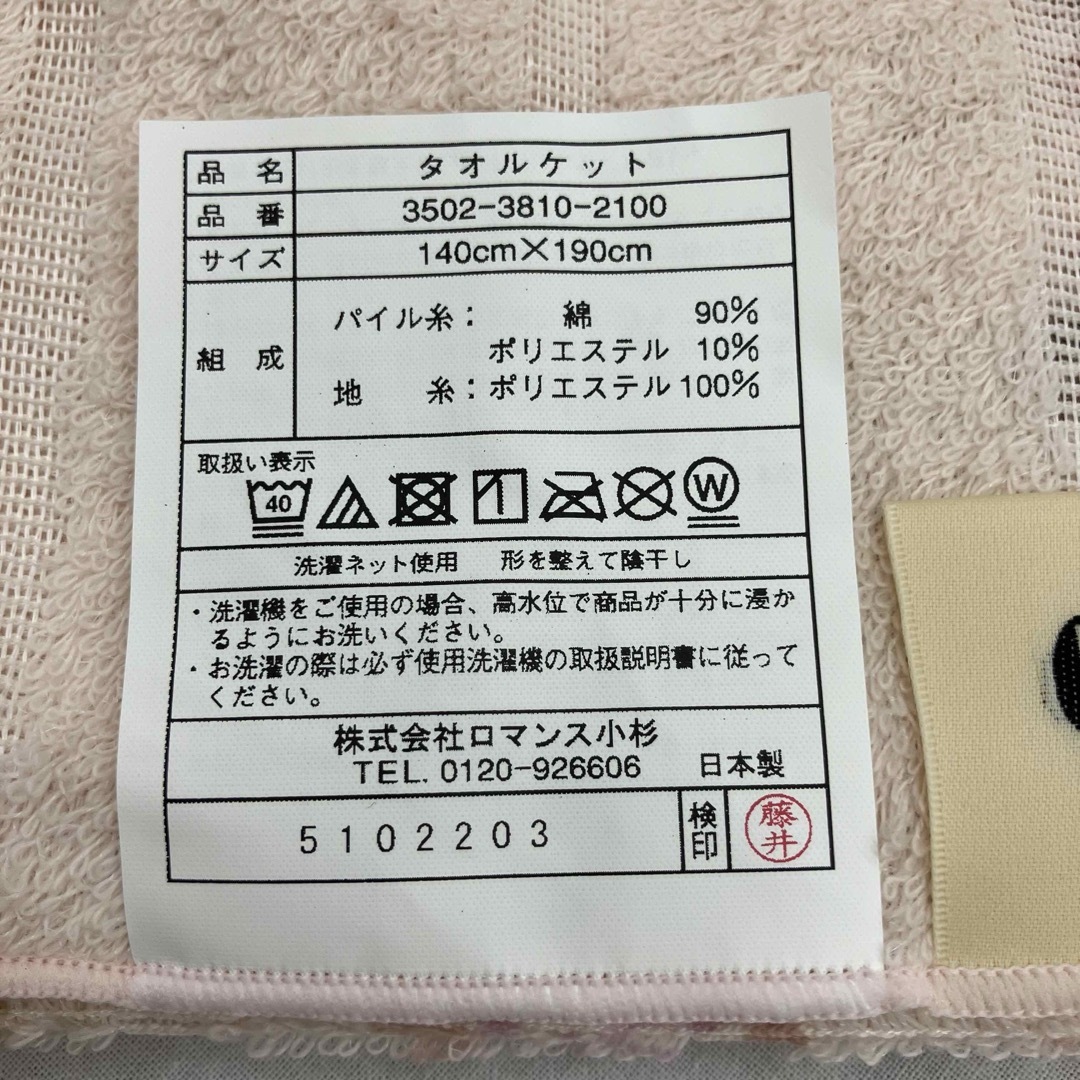 品名 タオルケット
品番 3502-3810-2100
サイズ 140cm×190cm
組成 パイル糸： 綿 90%
ポリエステル 10%
地糸：ポリエステル 100%
取扱い表示
40 W
洗濯ネット使用 形を整えて陰干し
・洗濯機をご使用の場合、高水位で商品が十分に浸か
るようにお洗いください。
・お洗濯の際は必ず使用洗濯機の取扱説明書に従って
ください。
株式会社ロマンス小杉
TEL. 0120-926606 日本製
5102203 検印 藤井